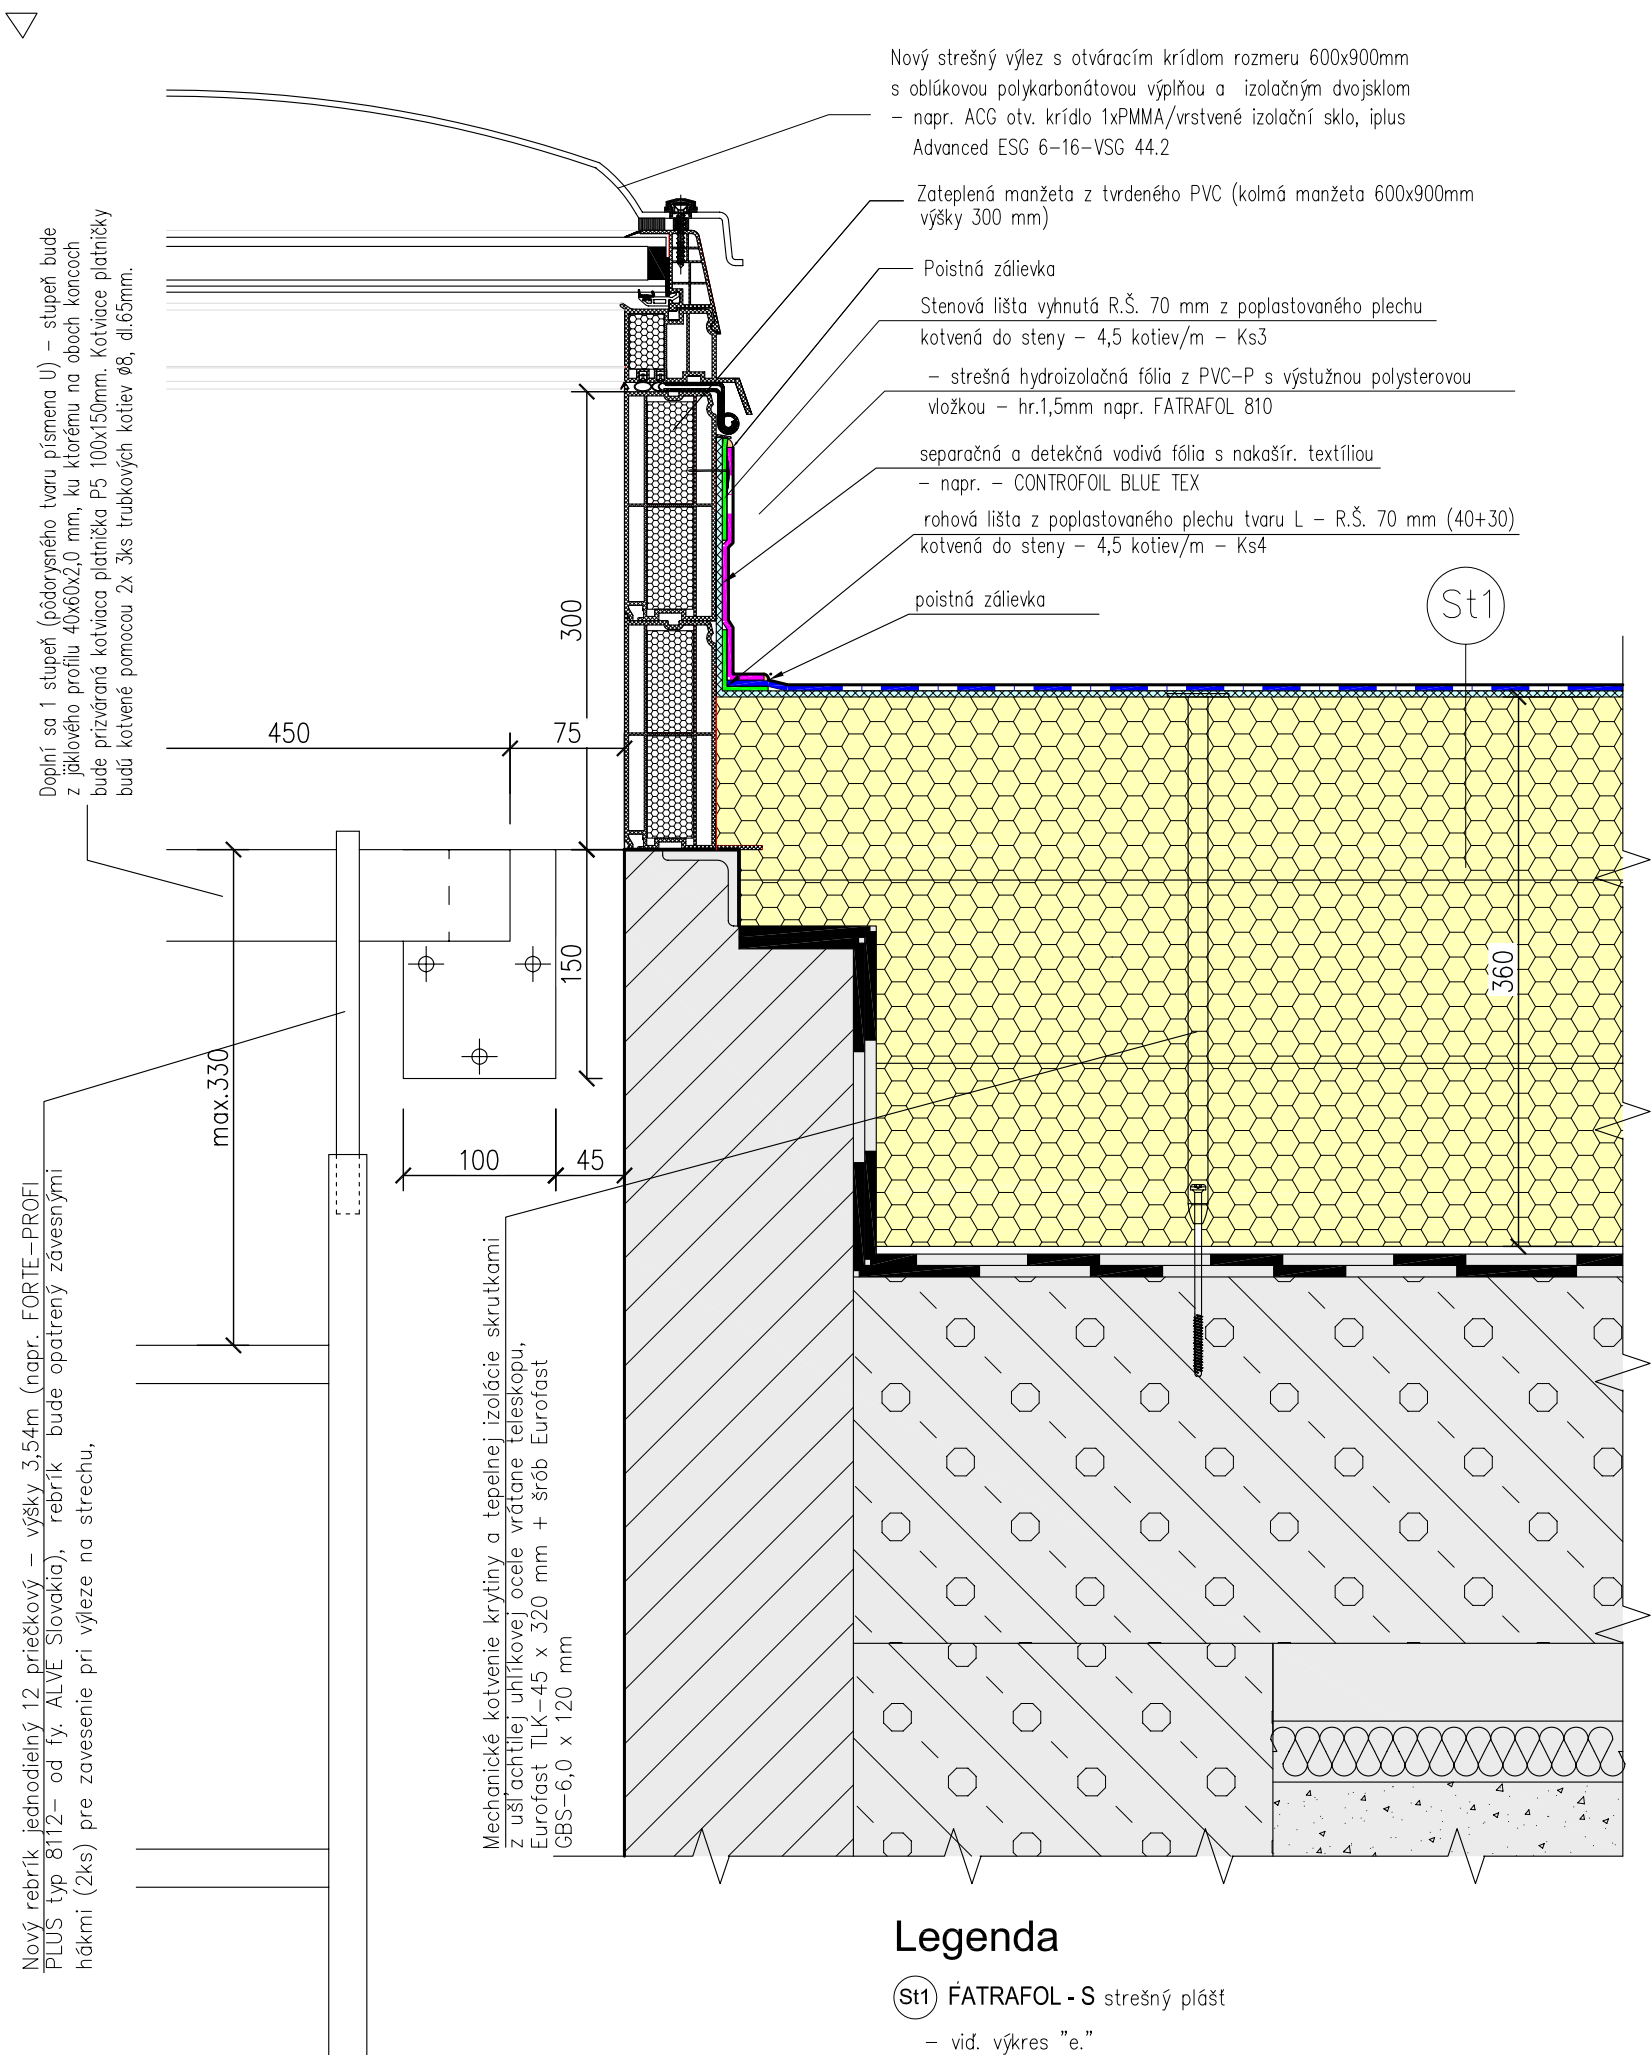 Nový strešný výlez s otváracím krídlom rozmeru 600x900mm
s oblúkovou polykarbonátovou výplňou a izolačným dvojsklom
– napr. ACG otv. krídlo 1xPMMA/vrstvené izolační sklo, iplus
Advanced ESG 6–16–VSG 44.2
Zateplená manžeta z tvrdeného PVC (kolmá manžeta 600x900mm
výšky 300 mm)
Poistná zálievka
Stenová lišta vyhnutá R.Š. 70 mm z poplastovaného plechu
kotvená do steny – 4,5 kotiev/m – Ks3
– strešná hydroizolačná fólia z PVC–P s výstužnou polysterovou
vložkou – hr.1,5mm napr. FATRAFOL 810
separačná a detekčná vodivá fólia s nakašír. textíliou
– napr. – CONTROFOIL BLUE TEX
rohová lišta z poplastovaného plechu tvaru L – R.Š. 70 mm (40+30)
kotvená do steny – 4,5 kotiev/m – Ks4
poistná zálievka
St1
Doplní sa 1 stupeň (pôdorysného tvaru písmena U) – stupeň bude
z jäklového profilu 40x60x2,0 mm, ku ktorému na oboch koncoch
bude prizváraná kotviaca platnička P5 100x150mm. Kotviace platničky
budú kotvené pomocou 2x 3ks trubkových kotiev ø8, dl.65mm.
300
450
75
150
360
max.330
100
45
Nový rebrík jednodielný 12 priečkový – výšky 3,54m (napr. FORTE–PROFI
PLUS typ 8112– od fy. ALVE Slovakia), rebrík bude opatrený závesnými
hákmi (2ks) pre zavesenie pri výleze na strechu,
Mechanické kotvenie krytiny a tepelnej izolácie skrutkami
z ušľachtilej uhlíkovej ocele vrátane teleskopu,
Eurofast TLK–45 x 320 mm + šrób Eurofast
GBS–6,0 x 120 mm
Legenda
St1 FATRAFOL - S strešný plášť
– viď. výkres "e."